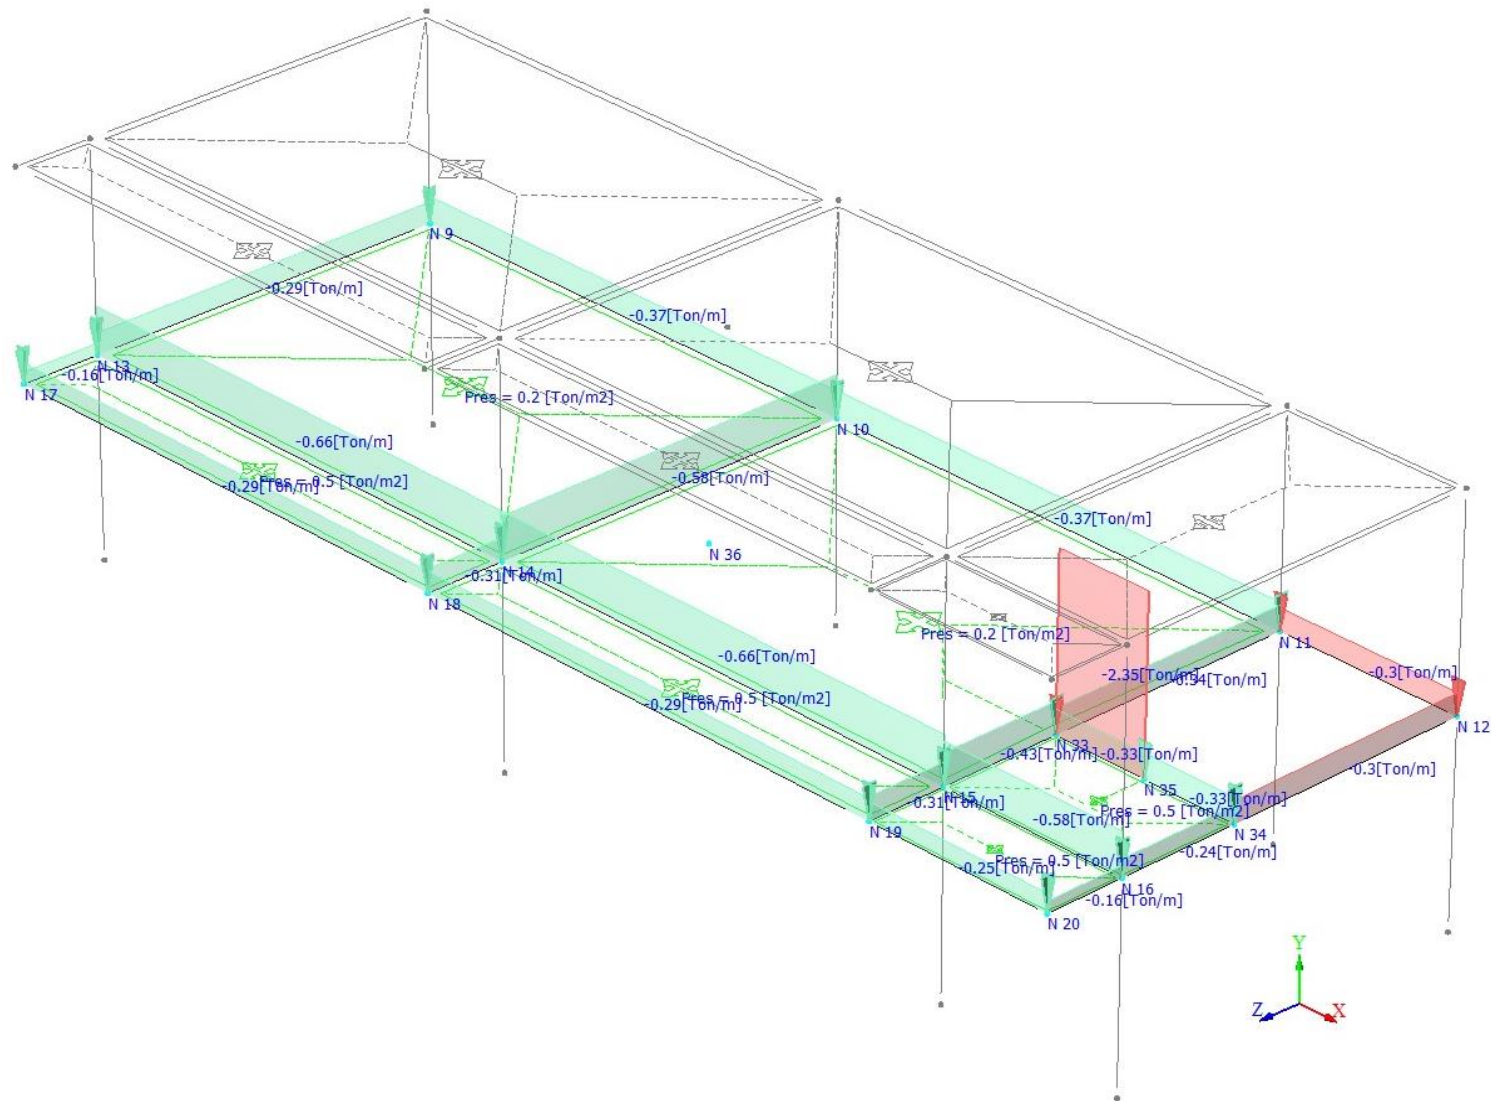 N 9
-0.29[Ton/m]
-0.37[Ton/m]
N 13
-0.16[Ton/m]
N 17
Pres = 0.2 [Ton/m2]
N 10
-0.66[Ton/m]
-0.58[Ton/m]
Pres = 0.5 [Ton/m2]
-0.29[Ton/m]
-0.37[Ton/m]
N 36
N 14
-0.31[Ton/m]
N 18
Pres = 0.2 [Ton/m2]
N 11
-0.66[Ton/m]
-2.35[Ton/m]
-0.54[Ton/m]
-0.3[Ton/m]
Pres = 0.5 [Ton/m2]
-0.29[Ton/m]
N 12
N 33
-0.43[Ton/m]
-0.33[Ton/m]
-0.3[Ton/m]
N 35
N 15
-0.31[Ton/m]
-0.33[Ton/m]
Pres = 0.5 [Ton/m2]
-0.58[Ton/m]
N 19
N 34
-0.24[Ton/m]
Pres = 0.5 [Ton/m2]
-0.25[Ton/m]
N 16
-0.16[Ton/m]
N 20
Y
Z
X